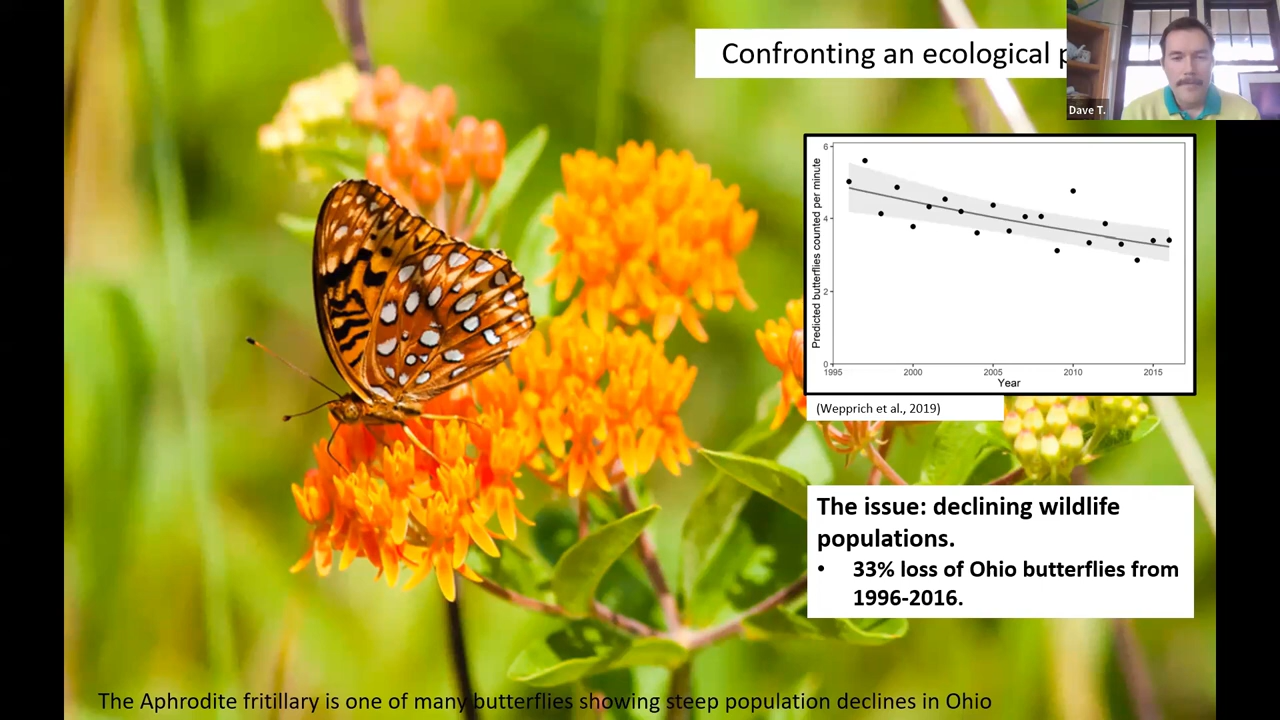 Confronting an ecological
Dave T.
Predicted butterflies counted per minute
6
4
2
0
1995
2000
2005
2010
2015
Year
(Wepprich et al., 2019)
The issue: declining wildlife
populations.
• 33% loss of Ohio butterflies from
1996-2016.
The Aphrodite fritillary is one of many butterflies showing steep population declines in Ohio